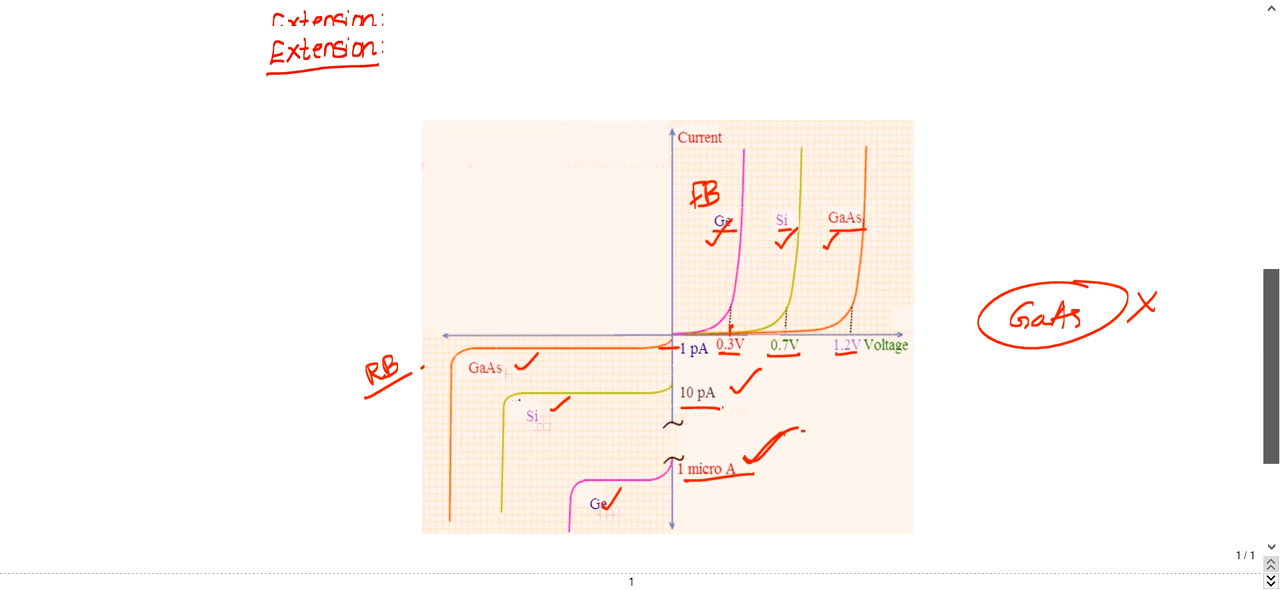 Extension:
Extension:
Current
FB
Ge
Si
GaAs
GaAs X
1 pA 0.3V 0.7V 1.2V Voltage
RB
GaAs
10 pA
Si
1 micro A
Ge
1 / 1
1